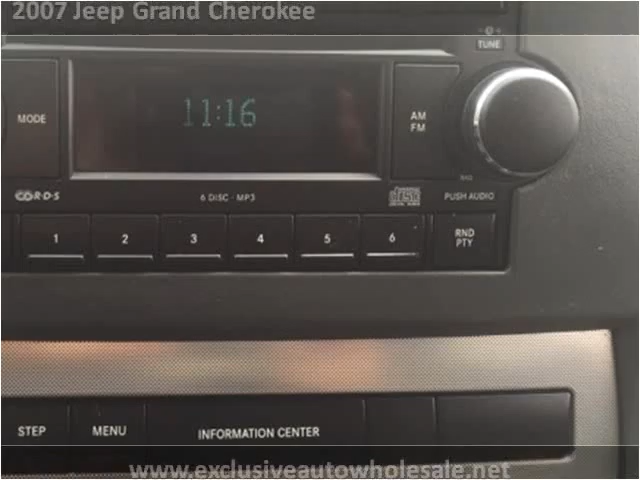 2007 Jeep Grand Cherokee
TUNE
MODE
11:16
AM
FM
R·D·S
6 DISC · MP3
PUSH AUDIO
1 2 3 4 5 6
RND
PTY
STEP MENU INFORMATION CENTER
www.exclusiveautowholesale.net